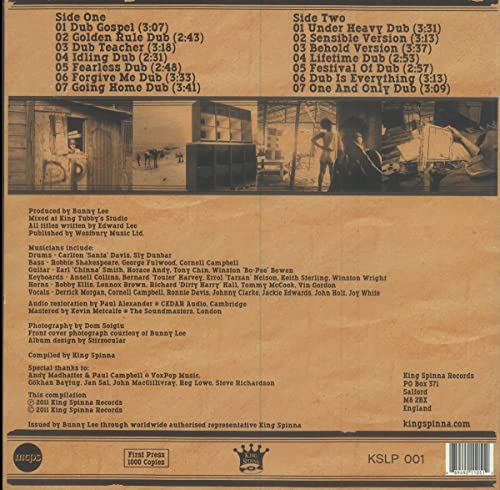 Side One
01 Dub Gospel (3:07)
02 Golden Rule Dub (2:43)
03 Dub Teacher (3:18)
04 Idling Dub (2:31)
05 Fearless Dub (2:48)
06 Forgive Me Dub (3:33)
07 Going Home Dub (3:41)
Side Two
01 Under Heavy Dub (3:31)
02 Sensible Version (3:13)
03 Behold Version (3:37)
04 Lifetime Dub (2:53)
05 Festival Of Dub (2:57)
06 Dub Is Everything (3:13)
07 One And Only Dub (3:09)
DP
Produced by Bunny Lee
Mixed at King Tubby's Studio
All titles written by Edward Lee
Published by Westbury Music Ltd.
Musicians include:
Drums - Carlton 'Santa' Davis, Sly Dunbar
Bass - Robbie Shakespeare, George Fulwood, Cornell Campbell
Guitar - Earl 'Chinna' Smith, Horace Andy, Tony Chin, Winston 'Bo-Pee' Bowen
Keyboards - Ansell Collins, Bernard 'Touter' Harvey, Errol 'Tarzan' Nelson, Keith Sterling, Winston Wright
Horns - Bobby Ellis, Lennox Brown, Richard 'Dirty Harry' Hall, Tommy McCook, Vin Gordon
Vocals - Derrick Morgan, Cornell Campbell, Ronnie Davis, Johnny Clarke, Jackie Edwards, John Holt, Joy White
Audio restoration by Paul Alexander @ CEDAR Audio, Cambridge
Mastered by Kevin Metcalfe @ The Soundmasters, London
Photography by Dom Solgiu
Front cover photograph courtesy of Bunny Lee
Album design by Stirzocular
Compiled by King Spinna
Special thanks to:
Andy Madhatter & Paul Campbell @ VoxPop Music,
Gökhan Baytug, Jan Sal, John MacGillivray, Reg Lowe, Steve Richardson
This compilation
℗ 2011 King Spinna Records
© 2011 King Spinna Records
Issued by Bunny Lee through worldwide authorised representative King Spinna
King Spinna Records
PO Box 371
Salford
M6 2BX
England
kingspinna.com
mcps
First Press
1000 Copies
KING
SPINNA
KSLP 001